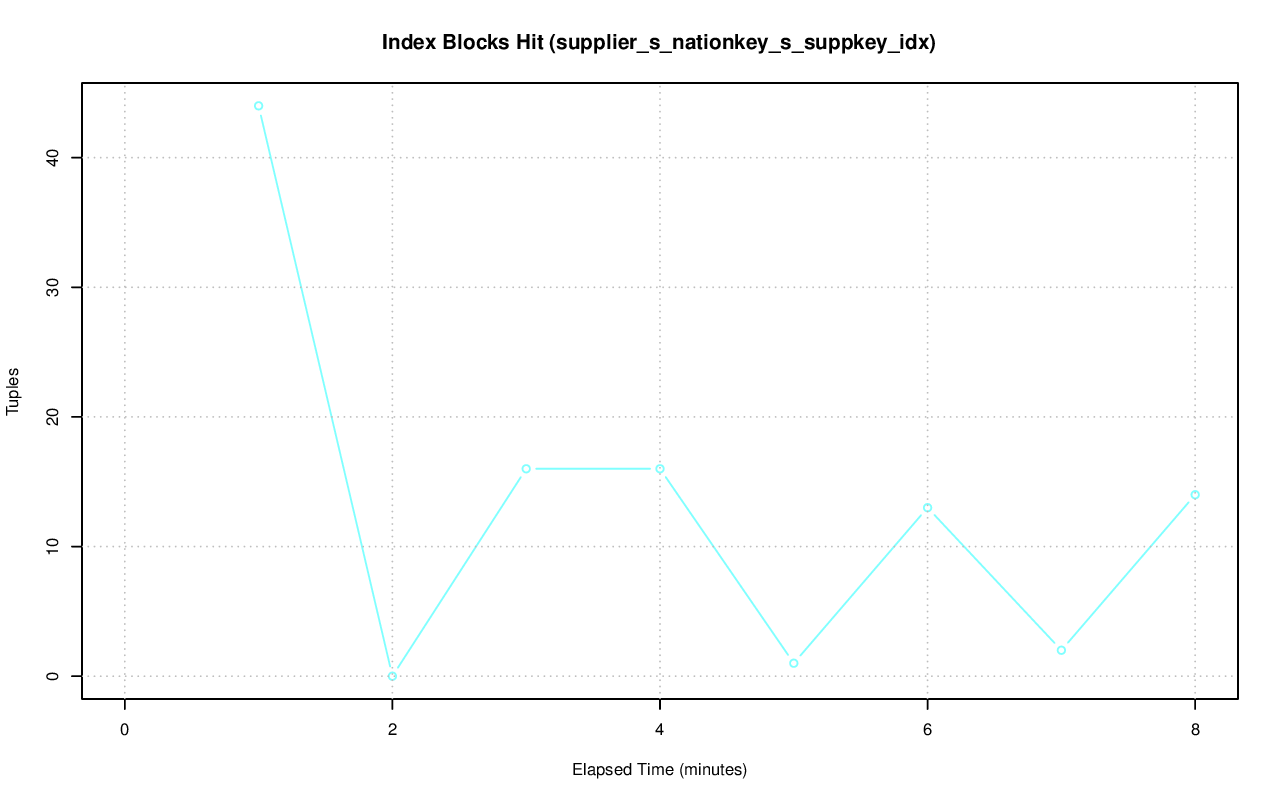 Index Blocks Hit (supplier_s_nationkey_s_suppkey_idx)
Tuples
40
30
20
10
0
0 2 4 6 8
Elapsed Time (minutes)